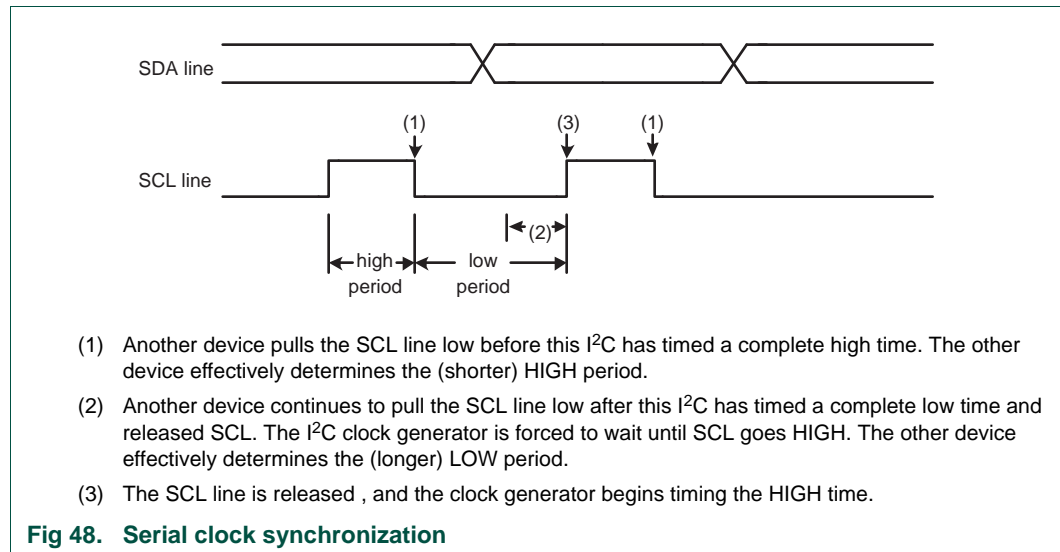 SDA line
(1) (3) (1)
SCL line
(2)
high period
low period
(1) Another device pulls the SCL line low before this I²C has timed a complete high time. The other
device effectively determines the (shorter) HIGH period.
(2) Another device continues to pull the SCL line low after this I²C has timed a complete low time and
released SCL. The I²C clock generator is forced to wait until SCL goes HIGH. The other device
effectively determines the (longer) LOW period.
(3) The SCL line is released , and the clock generator begins timing the HIGH time.
Fig 48. Serial clock synchronization